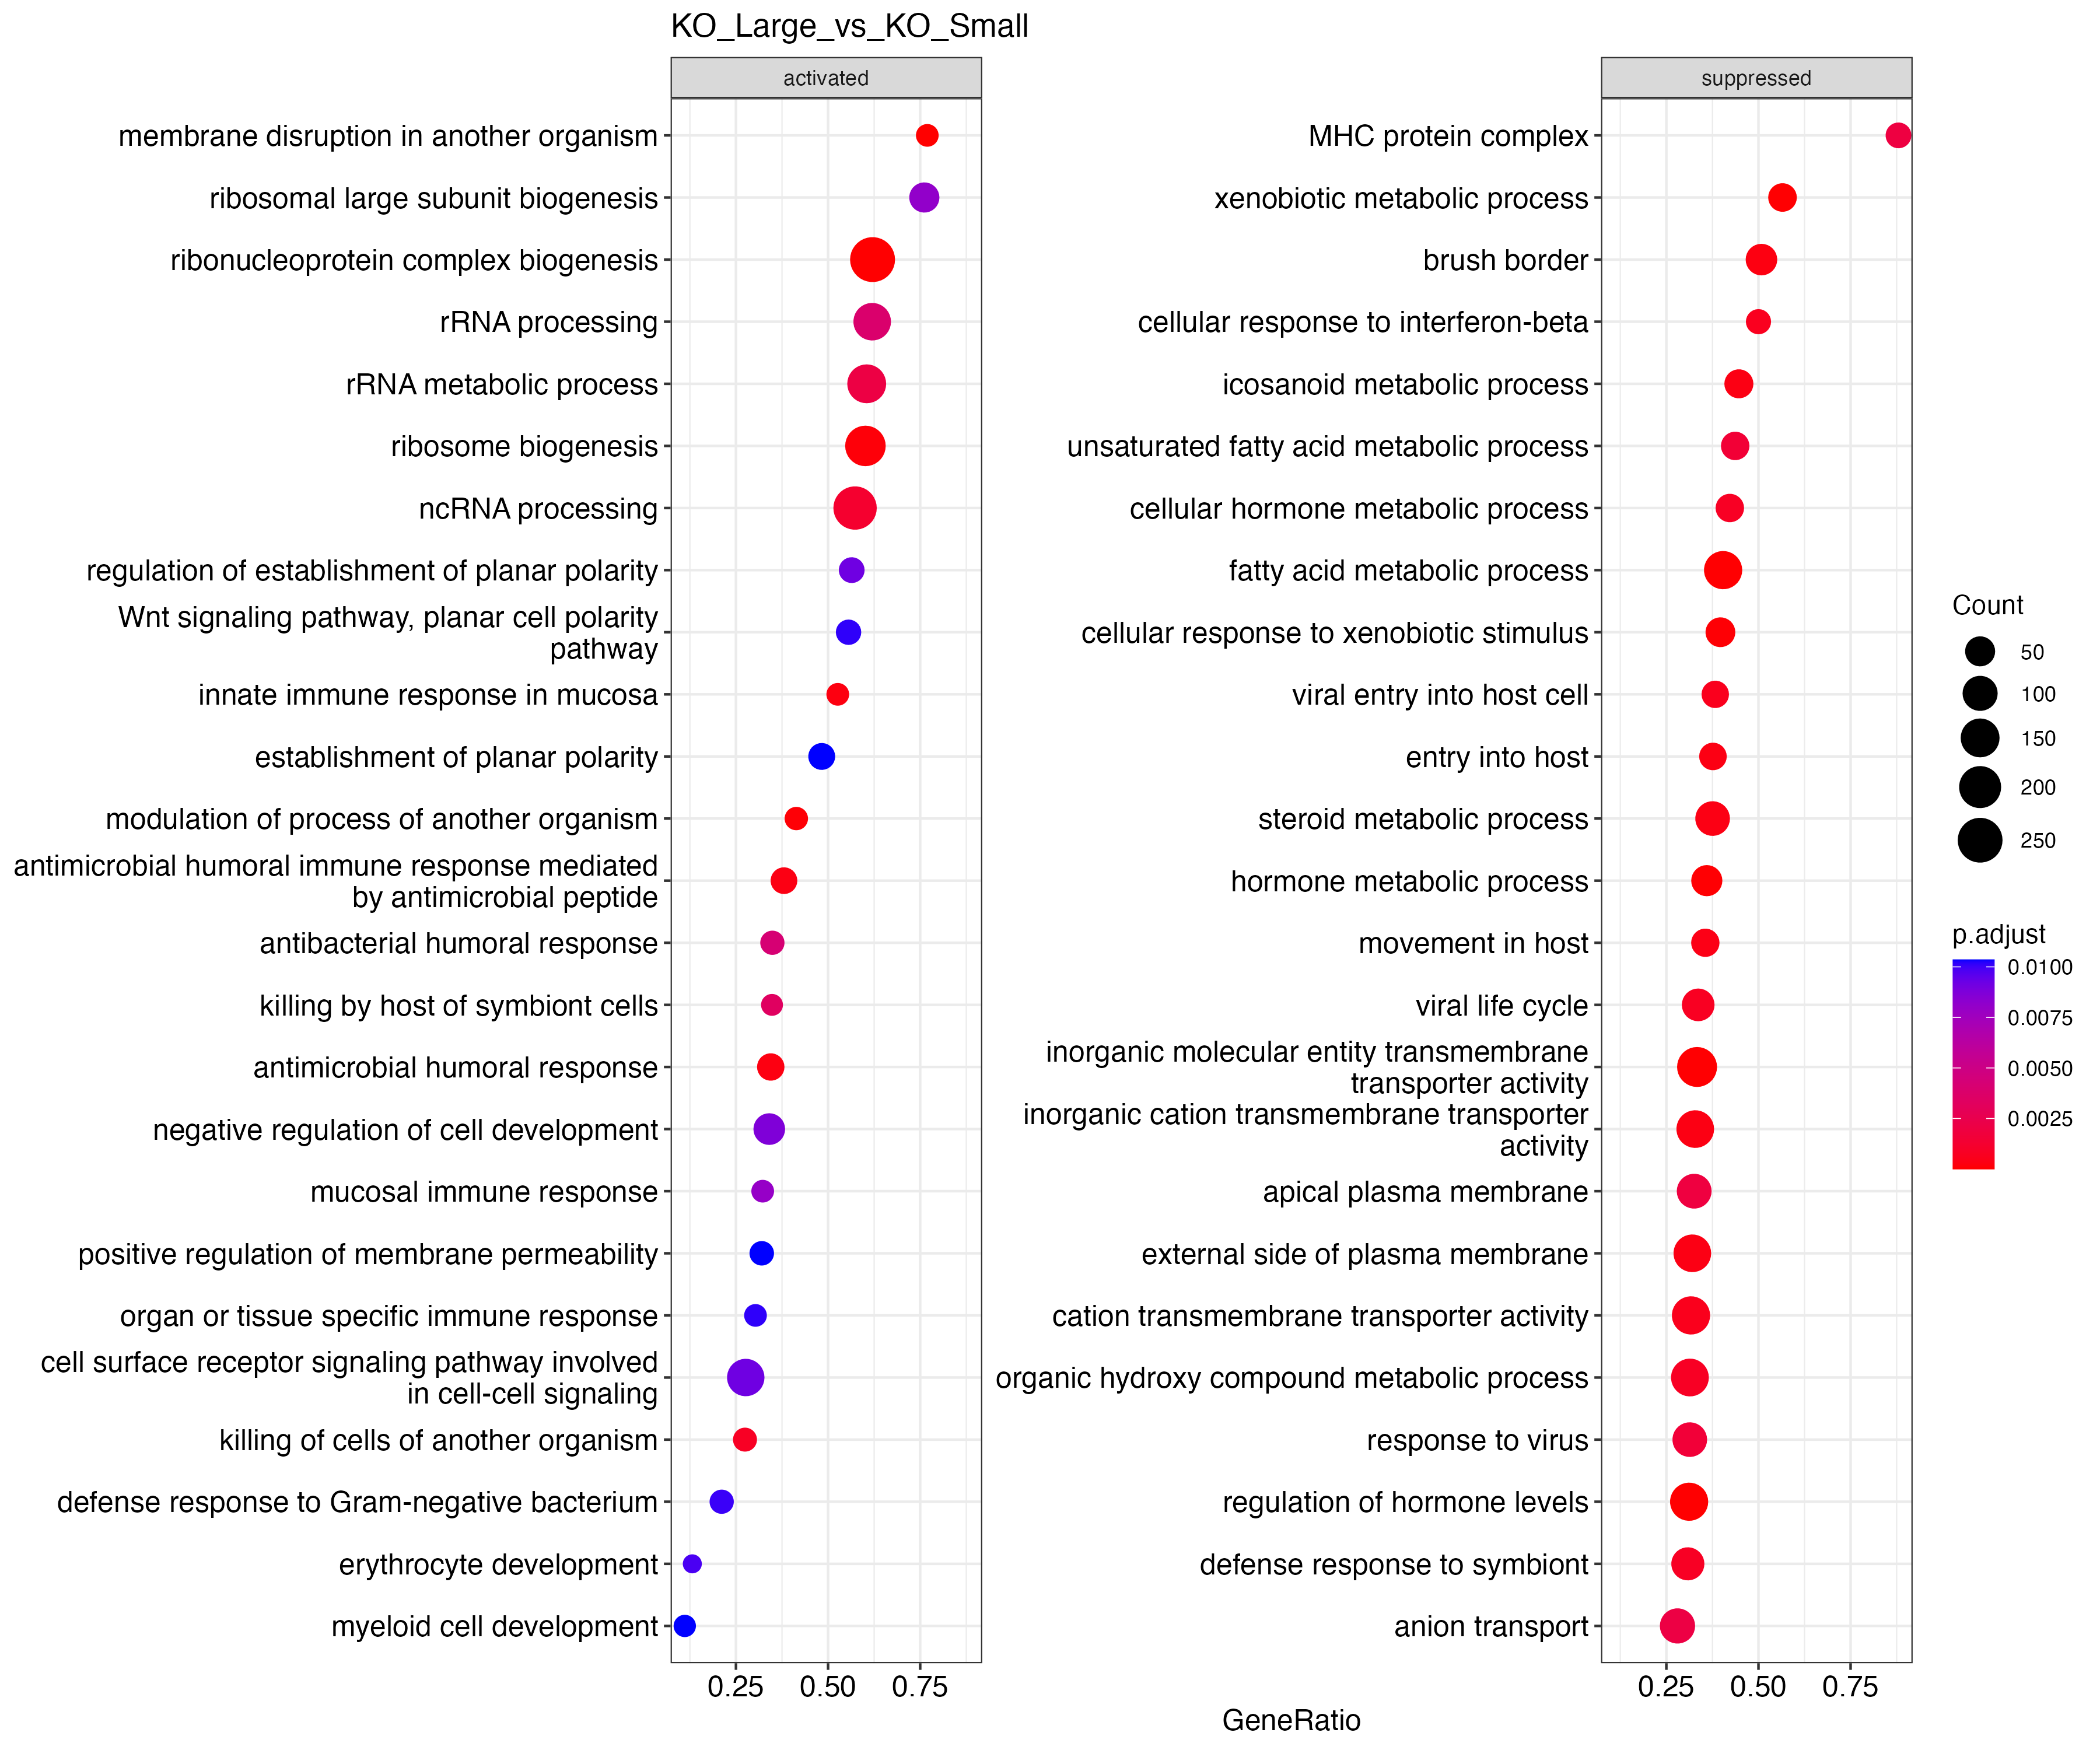 KO_Large_vs_KO_Small
activated
membrane disruption in another organism
ribosomal large subunit biogenesis
ribonucleoprotein complex biogenesis
rRNA processing
rRNA metabolic process
ribosome biogenesis
ncRNA processing
regulation of establishment of planar polarity
Wnt signaling pathway, planar cell polarity
pathway
innate immune response in mucosa
establishment of planar polarity
modulation of process of another organism
antimicrobial humoral immune response mediated
by antimicrobial peptide
antibacterial humoral response
killing by host of symbiont cells
antimicrobial humoral response
negative regulation of cell development
mucosal immune response
positive regulation of membrane permeability
organ or tissue specific immune response
cell surface receptor signaling pathway involved
in cell-cell signaling
killing of cells of another organism
defense response to Gram-negative bacterium
erythrocyte development
myeloid cell development
0.25 0.50 0.75
suppressed
MHC protein complex
xenobiotic metabolic process
brush border
cellular response to interferon-beta
icosanoid metabolic process
unsaturated fatty acid metabolic process
cellular hormone metabolic process
fatty acid metabolic process
cellular response to xenobiotic stimulus
viral entry into host cell
entry into host
steroid metabolic process
hormone metabolic process
movement in host
viral life cycle
inorganic molecular entity transmembrane
transporter activity
inorganic cation transmembrane transporter
activity
apical plasma membrane
external side of plasma membrane
cation transmembrane transporter activity
organic hydroxy compound metabolic process
response to virus
regulation of hormone levels
defense response to symbiont
anion transport
0.25 0.50 0.75
GeneRatio
Count
50
100
150
200
250
p.adjust
0.0100
0.0075
0.0050
0.0025